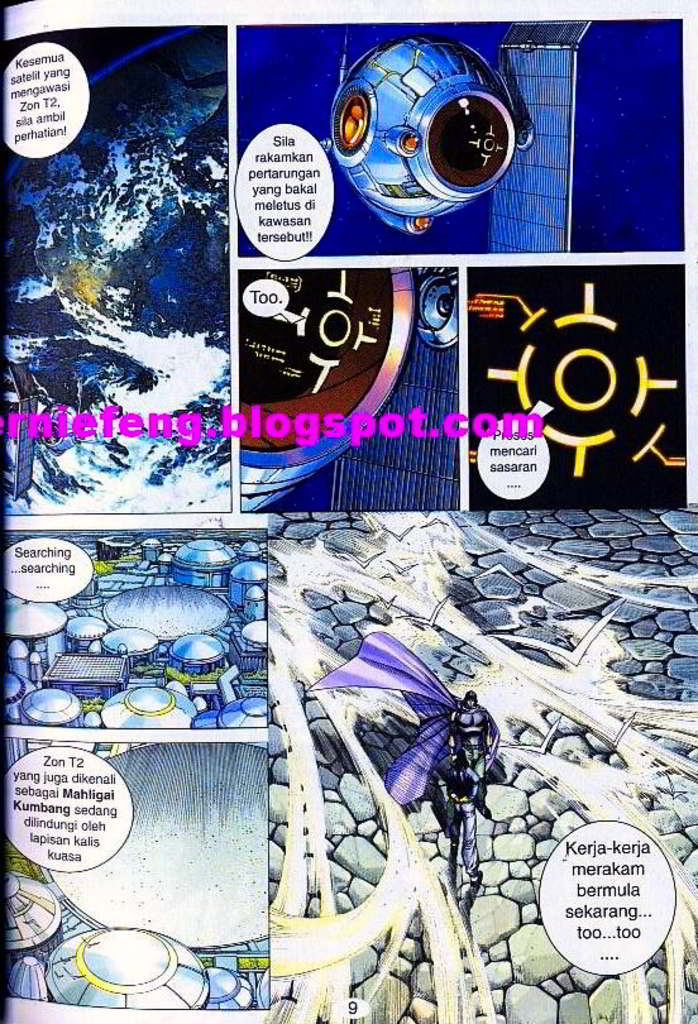 Kesemua
satelit yang
mengawasi
Zon T2,
sila ambil
perhatian!
Sila
rakamkan
pertarungan
yang bakal
meletus di
kawasan
tersebut!!
Too.
erniefeng.blogspot.com
Proses
mencari
sasaran
....
Searching
...searching
....
Zon T2
yang juga dikenali
sebagai Mahligai
Kumbang sedang
dilindungi oleh
lapisan kalis
kuasa
Kerja-kerja
merakam
bermula
sekarang...
too...too
....
9